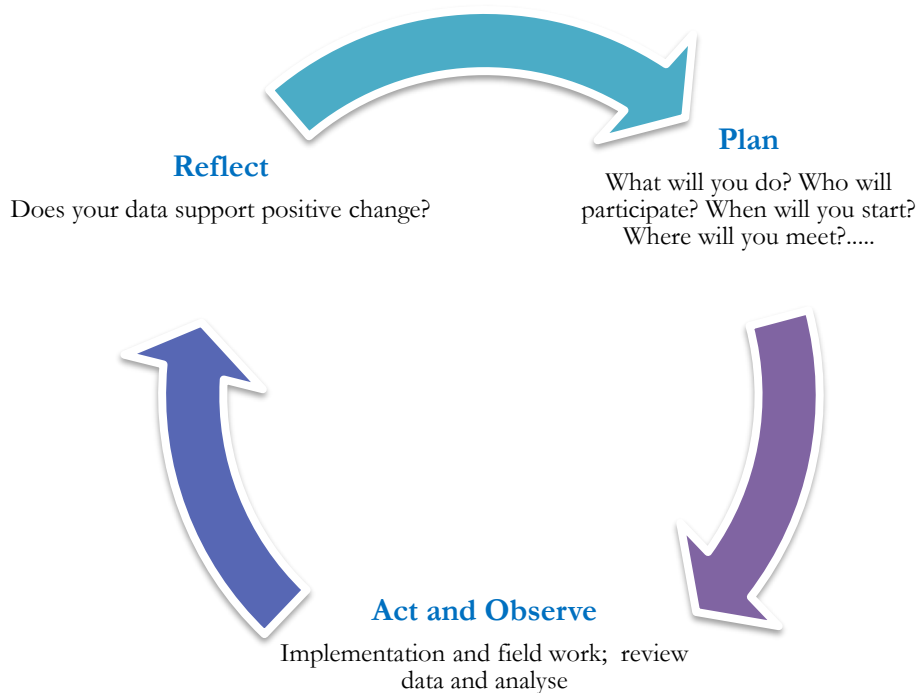 Reflect
Does your data support positive change?
Plan
What will you do? Who will
participate? When will you start?
Where will you meet?.....
Act and Observe
Implementation and field work;  review
data and analyse